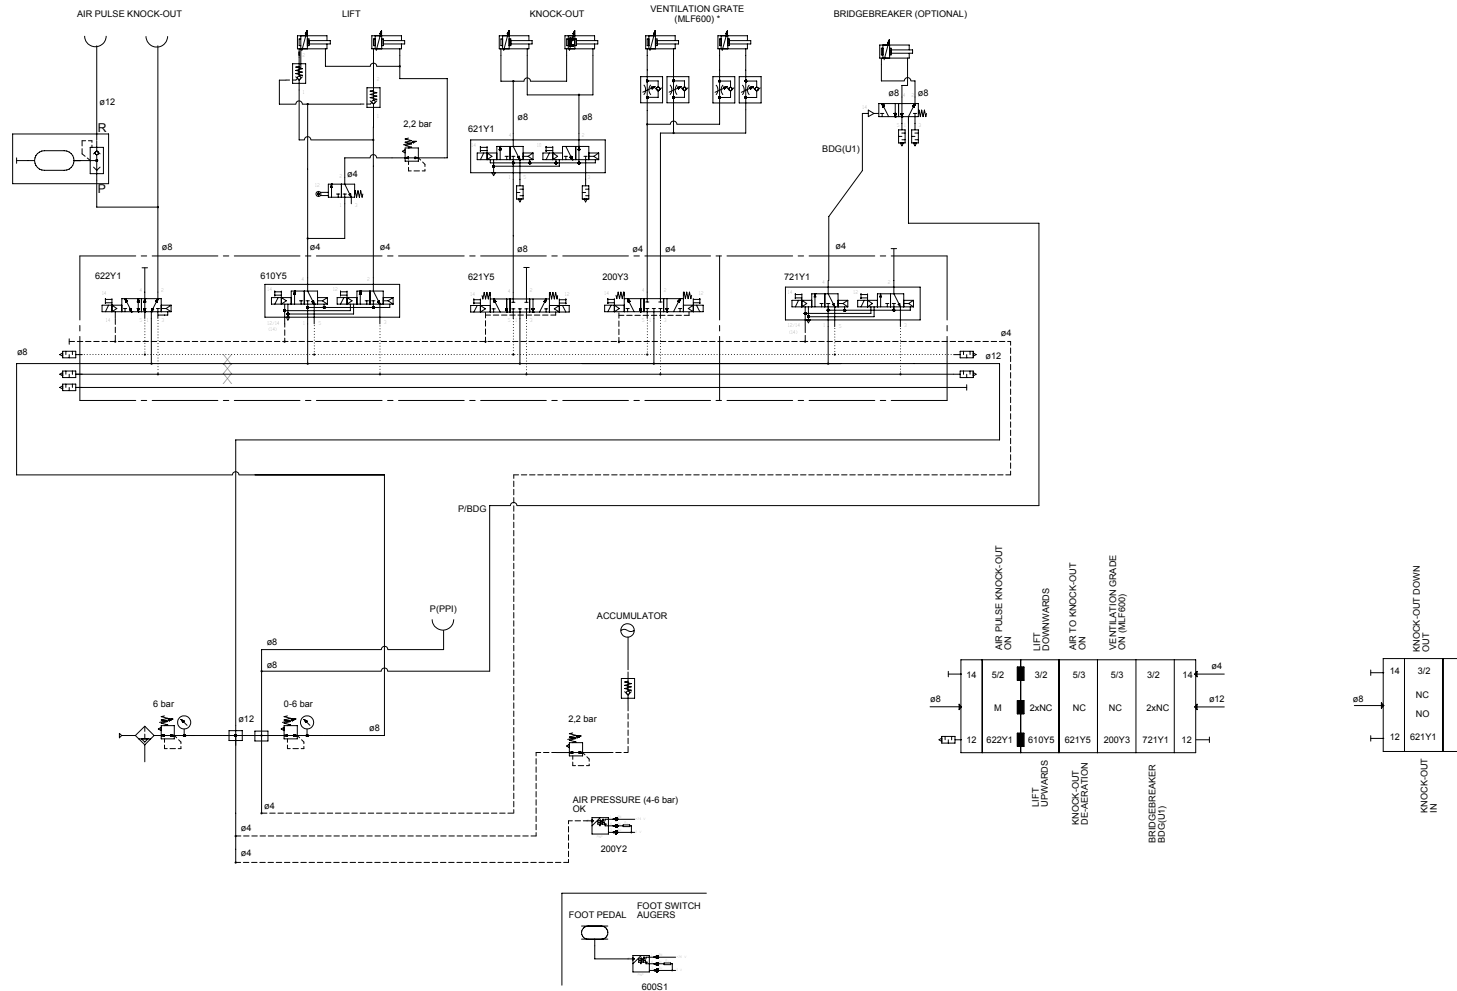 AIR PULSE KNOCK-OUT
LIFT
KNOCK-OUT
VENTILATION GRATE
(MLF600) *
BRIDGEBREAKER (OPTIONAL)
ø12
R
P
2,2 bar
ø4
621Y1
ø8
ø8
ø8
ø8
BDG(U1)
ø8
ø4
ø4
ø8
ø4
ø4
ø4
622Y1
610Y5
621Y5
200Y3
721Y1
ø8
ø4
ø12
P/BDG
P(PPI)
ø8
ø8
ACCUMULATOR
6 bar
ø12
0-6 bar
ø8
2,2 bar
ø4
ø4
ø4
AIR PRESSURE (4-6 bar)
OK
200Y2
FOOT PEDAL
FOOT SWITCH
AUGERS
600S1
AIR PULSE KNOCK-OUT
ON
LIFT
DOWNWARDS
AIR TO KNOCK-OUT
ON
VENTILATION GRADE
ON (MLF600)
14 5/2 3/2 5/3 5/3 3/2 14 ø4
ø8 M 2xNC NC NC 2xNC ø12
12 622Y1 610Y5 621Y5 200Y3 721Y1 12
LIFT
UPWARDS
KNOCK-OUT
DE-AERATION
BRIDGEBREAKER
BDG(U1)
KNOCK-OUT DOWN
OUT
14 3/2
ø8 NC
NO
12 621Y1
KNOCK-OUT
IN